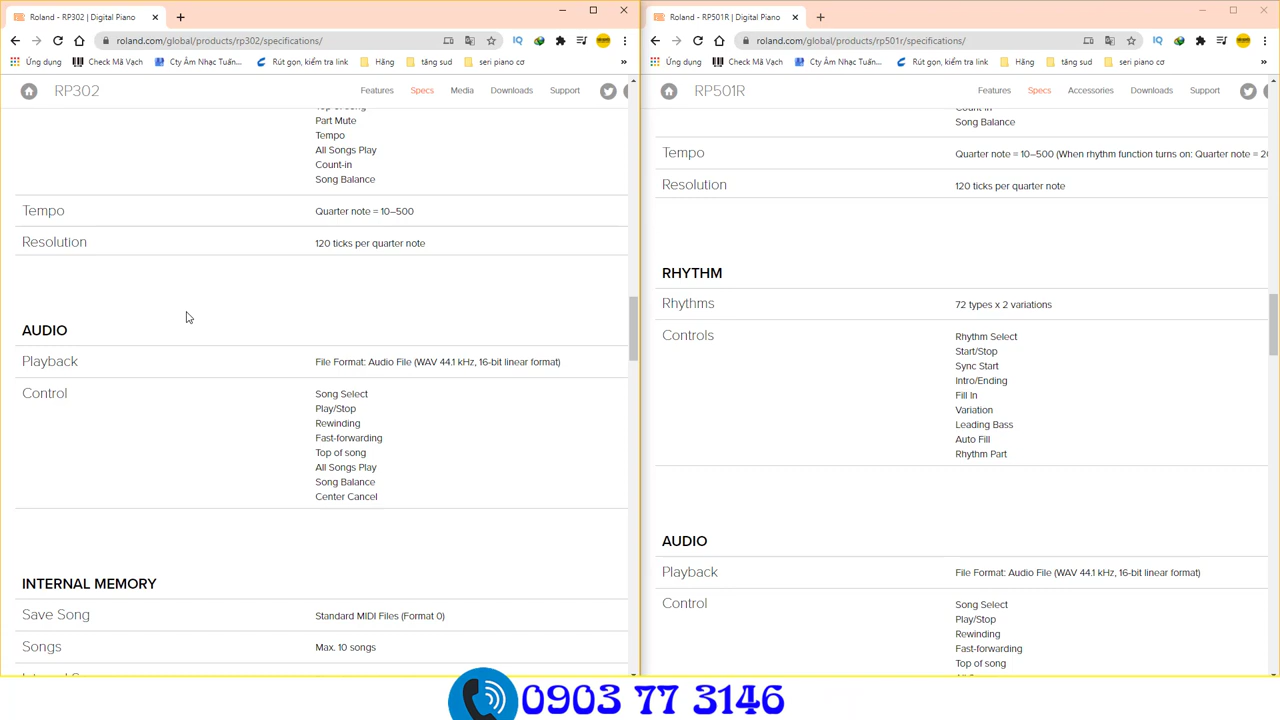 Roland - RP302 | Digital Piano
roland.com/global/products/rp302/specifications/
Ứng dụng
Check Mã Vạch
Cty Âm Nhạc Tuấn...
Rút gọn, kiểm tra link
Hãng
tăng sud
seri piano cơ
»
RP302
Features
Specs
Media
Downloads
Support
Part Mute
Tempo
All Songs Play
Count-in
Song Balance
Tempo
Quarter note = 10–500
Resolution
120 ticks per quarter note
AUDIO
Playback
File Format: Audio File (WAV 44.1 kHz, 16-bit linear format)
Control
Song Select
Play/Stop
Rewinding
Fast-forwarding
Top of song
All Songs Play
Song Balance
Center Cancel
INTERNAL MEMORY
Save Song
Standard MIDI Files (Format 0)
Songs
Max. 10 songs
Roland - RP501R | Digital Piano
roland.com/global/products/rp501r/specifications/
Ứng dụng
Check Mã Vạch
Cty Âm Nhạc Tuấn...
Rút gọn, kiểm tra link
Hãng
tăng sud
seri piano cơ
»
RP501R
Features
Specs
Accessories
Downloads
Support
Song Balance
Tempo
Quarter note = 10–500 (When rhythm function turns on: Quarter note = 20
Resolution
120 ticks per quarter note
RHYTHM
Rhythms
72 types x 2 variations
Controls
Rhythm Select
Start/Stop
Sync Start
Intro/Ending
Fill In
Variation
Leading Bass
Auto Fill
Rhythm Part
AUDIO
Playback
File Format: Audio File (WAV 44.1 kHz, 16-bit linear format)
Control
Song Select
Play/Stop
Rewinding
Fast-forwarding
Top of song
0903 77 3146